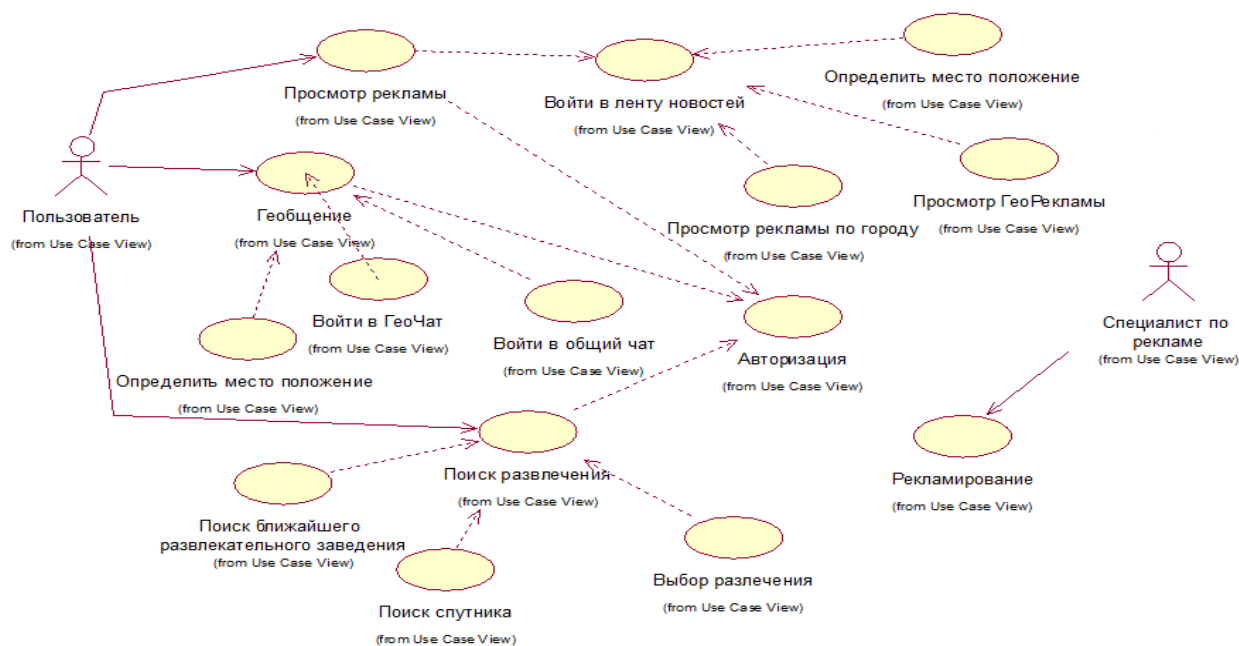 Просмотр рекламы
(from Use Case View)
Войти в ленту новостей
(from Use Case View)
Определить место положение
(from Use Case View)
Просмотр ГеоРекламы
(from Use Case View)
Просмотр рекламы по городу
(from Use Case View)
Пользователь
(from Use Case View)
Геобщение
(from Use Case View)
Войти в ГеоЧат
(from Use Case View)
Определить место положение
(from Use Case View)
Войти в общий чат
(from Use Case View)
Авторизация
(from Use Case View)
Специалист по
рекламе
(from Use Case View)
Поиск развлечения
(from Use Case View)
Рекламирование
(from Use Case View)
Поиск ближайшего
развлекательного заведения
(from Use Case View)
Поиск спутника
(from Use Case View)
Выбор разлечения
(from Use Case View)